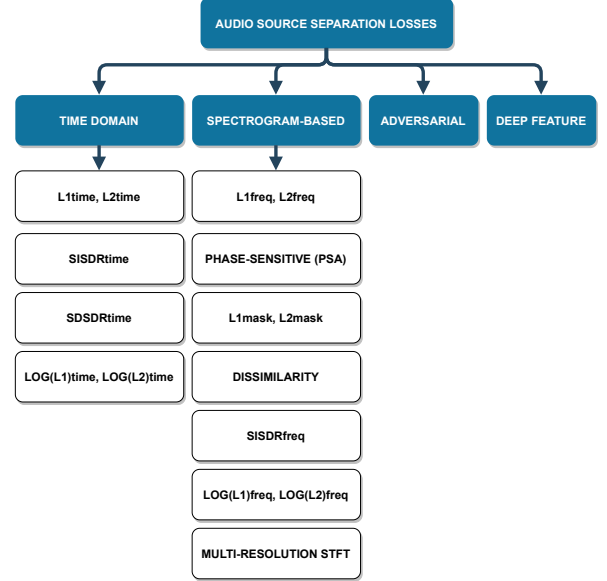 AUDIO SOURCE SEPARATION LOSSES
TIME DOMAIN
SPECTROGRAM-BASED
ADVERSARIAL
DEEP FEATURE
L1time, L2time
SISDRtime
SDSDRtime
LOG(L1)time, LOG(L2)time
L1freq, L2freq
PHASE-SENSITIVE (PSA)
L1mask, L2mask
DISSIMILARITY
SISDRfreq
LOG(L1)freq, LOG(L2)freq
MULTI-RESOLUTION STFT